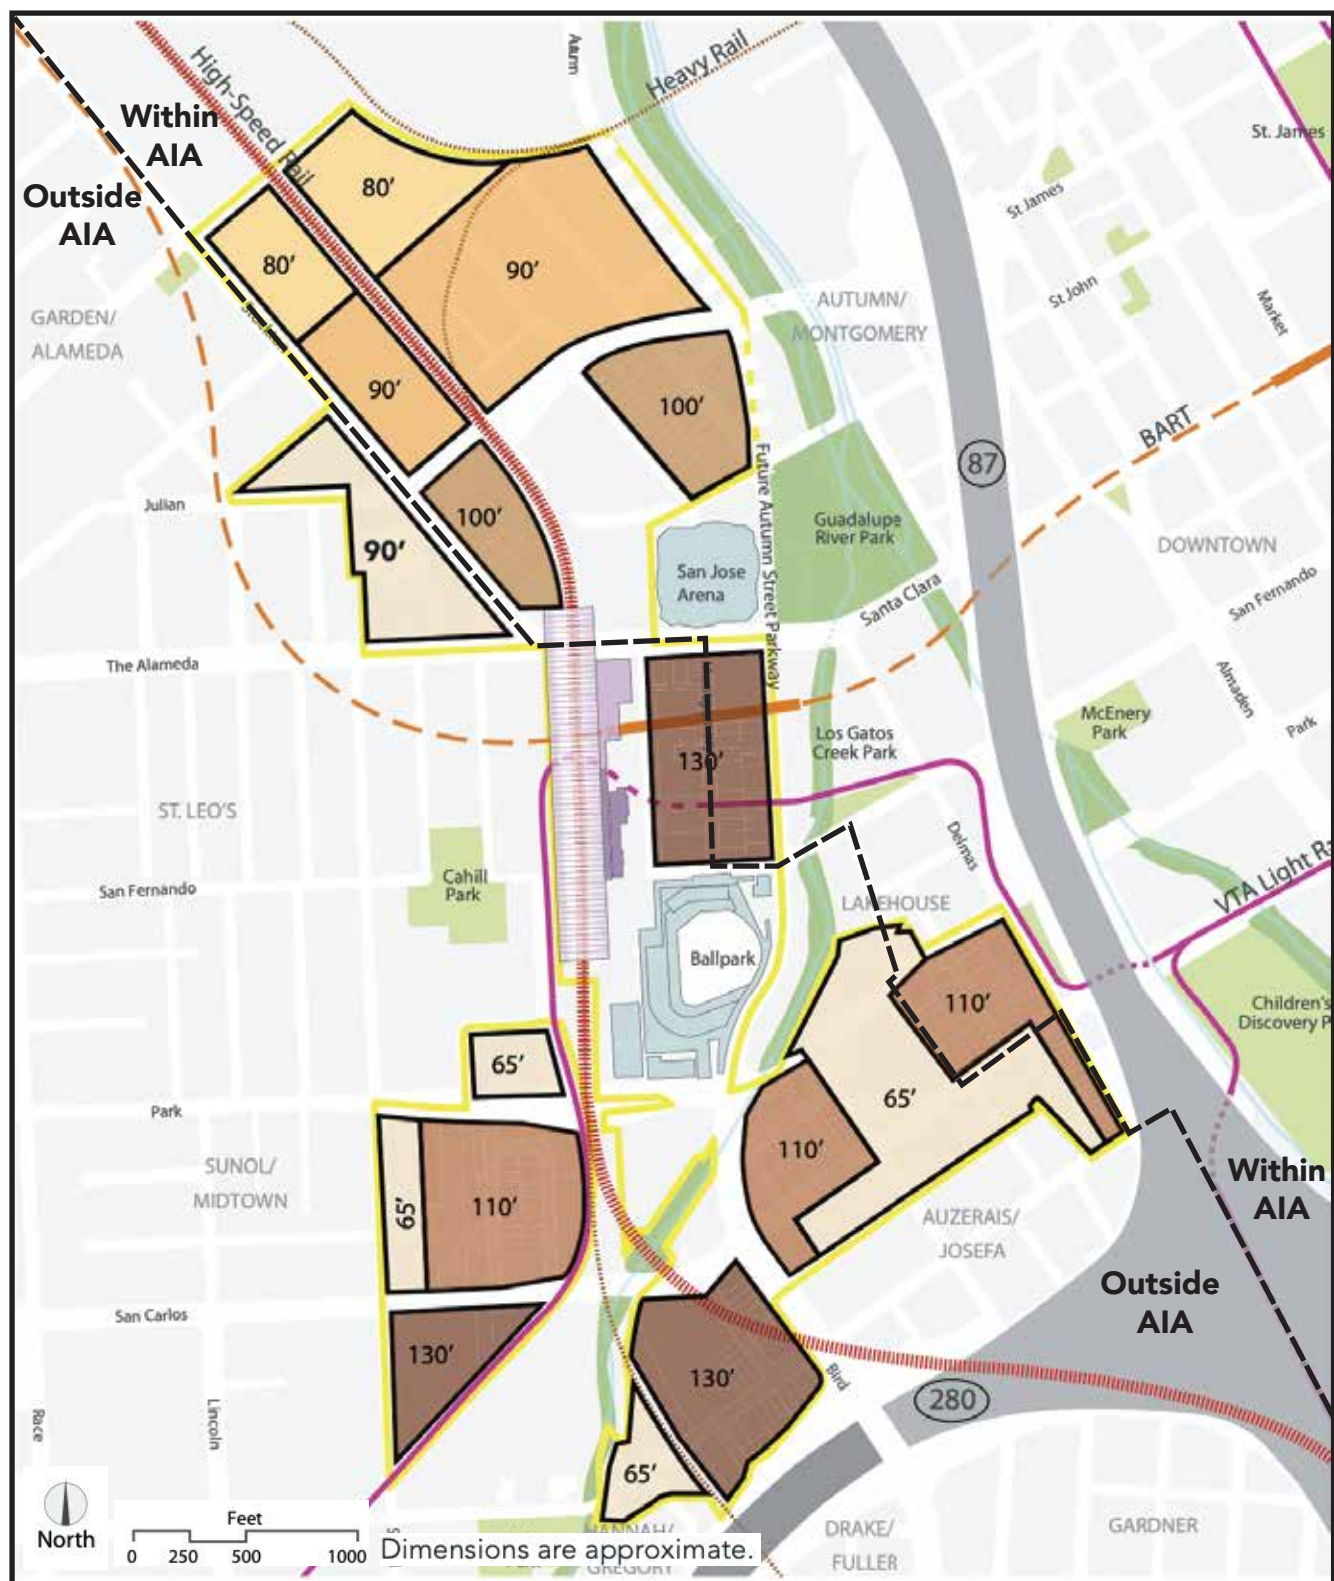 Autumn
High-Speed Rail
Heavy Rail
Within
AIA
St. James
80'
Outside
AIA
St James
80'
90'
St John
Market
AUTUMN/
MONTGOMERY
GARDEN/
ALAMEDA
90'
100'
BART
87
Future Autumn Street Parkway
Julian
100'
Guadalupe
River Park
90'
DOWNTOWN
San Jose
Arena
Santa Clara
San Fernando
The Alameda
Almaden
McEnery
Park
Park
Los Gatos
Creek Park
130'
ST. LEO'S
Delmas
VTA Light Ra
Cahill
Park
San Fernando
LAKEHOUSE
Ballpark
110'
Children's
Discovery P
65'
65'
Park
110'
SUNOL/
MIDTOWN
65'
110'
Within
AIA
AUZERAIS/
JOSEFA
Outside
AIA
San Carlos
130'
130'
Bird
280
Race
Lincoln
65'
North
Feet
0 250 500 1000
Dimensions are approximate.
HANNAH/
GREGORY
DRAKE/
FULLER
GARDNER